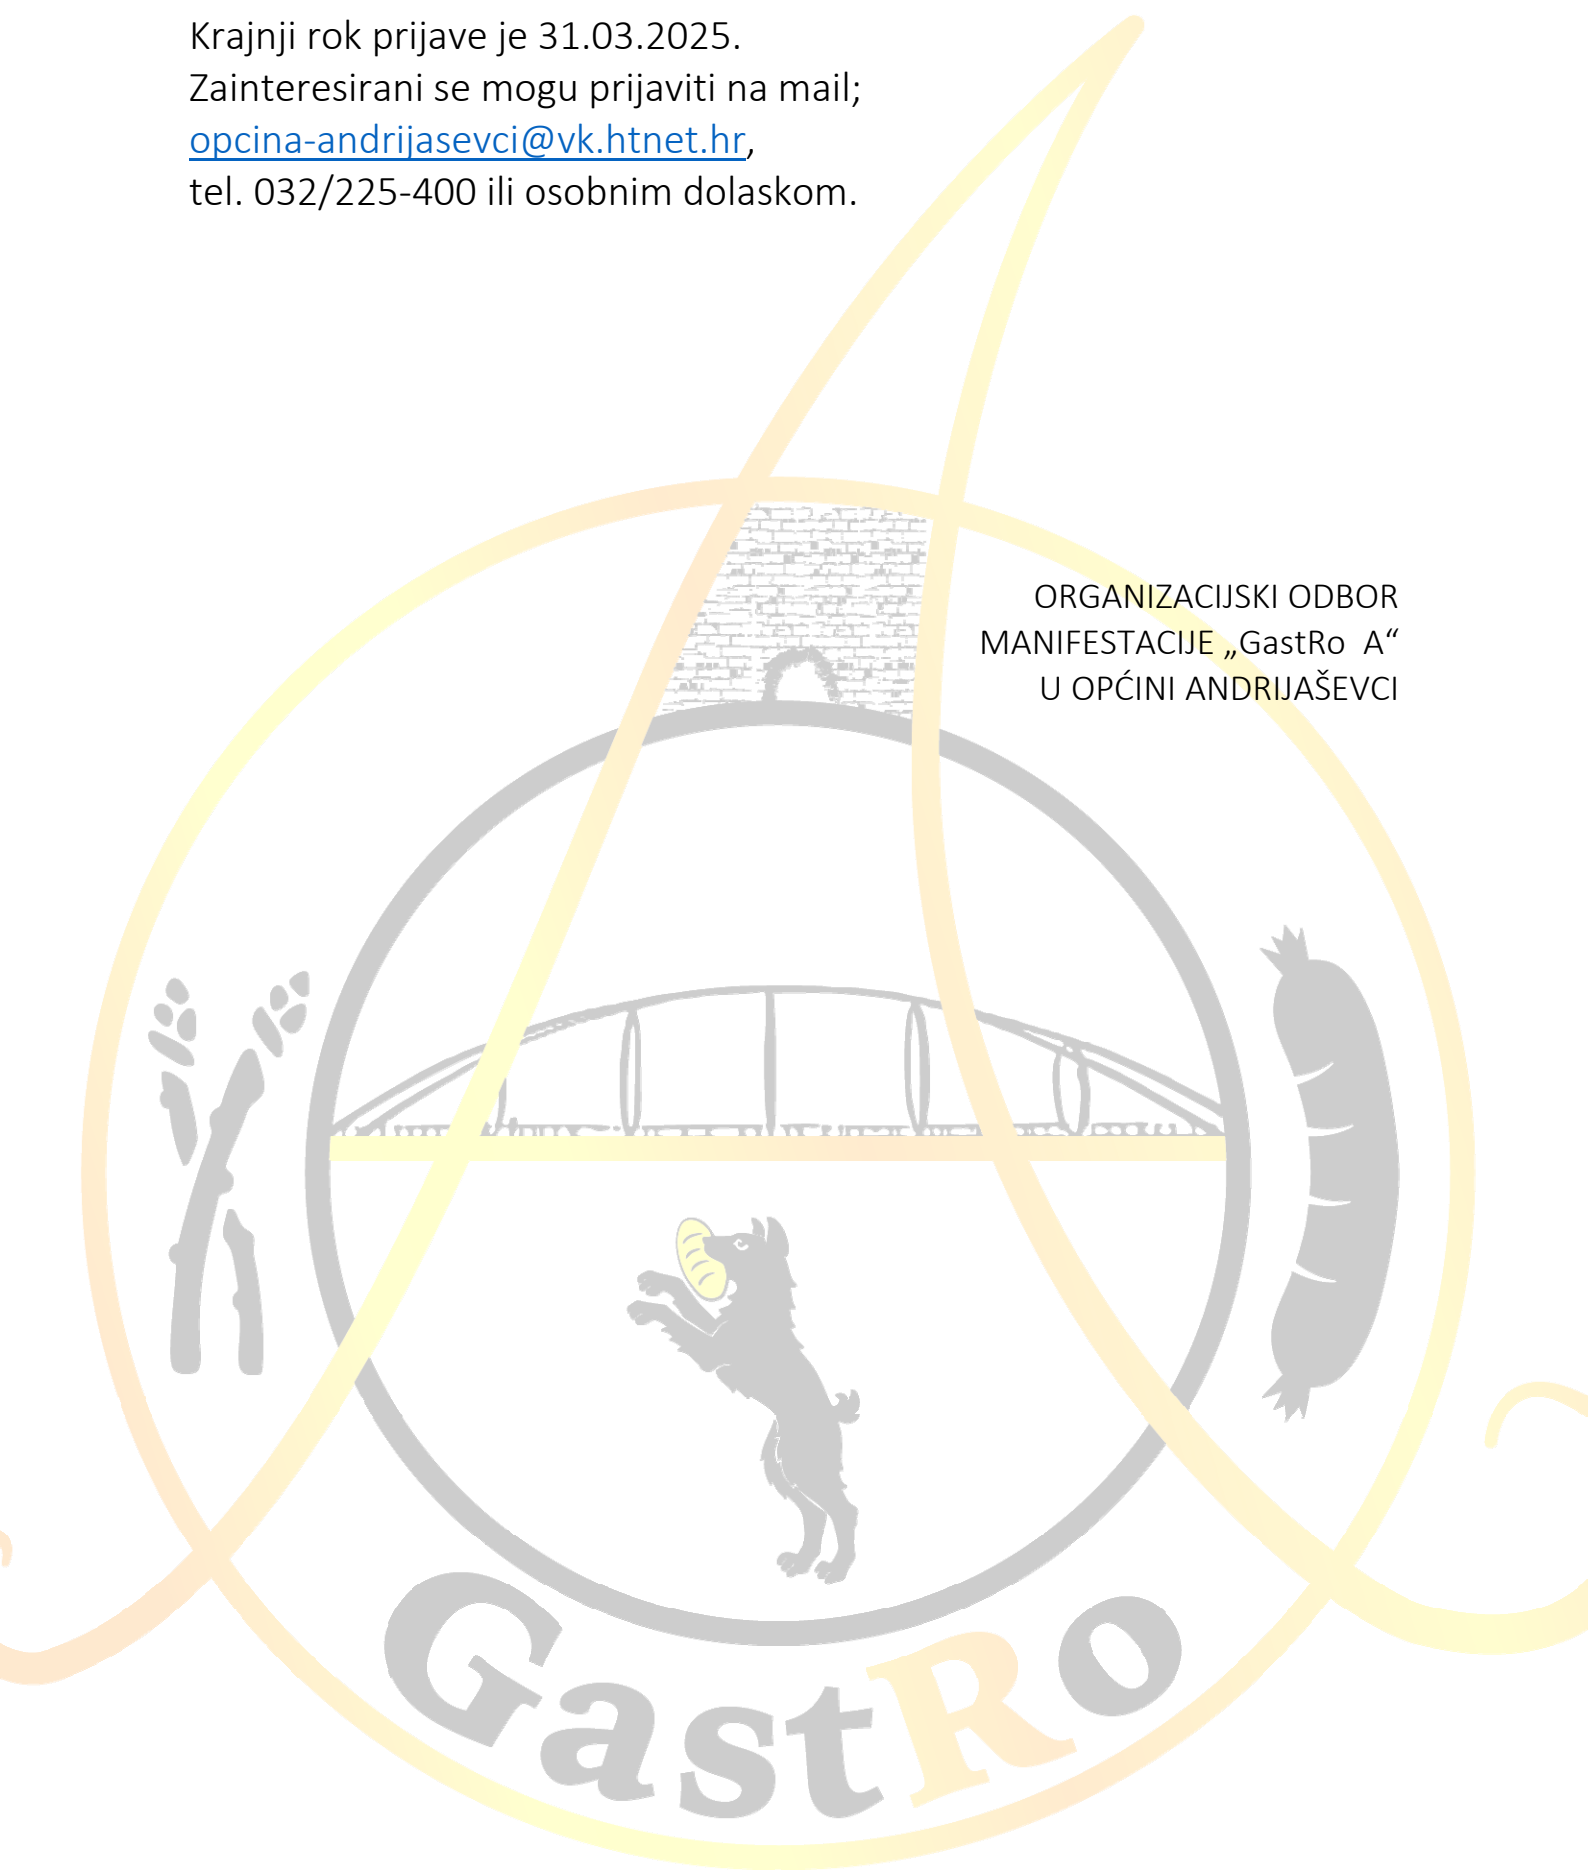 Krajnji rok prijave je 31.03.2025.
Zainteresirani se mogu prijaviti na mail;
opcina-andrijasevci@vk.htnet.hr,
tel. 032/225-400 ili osobnim dolaskom.
ORGANIZACIJSKI ODBOR
MANIFESTACIJE „GastRo  A“
U OPĆINI ANDRIJAŠEVCI
GastRo